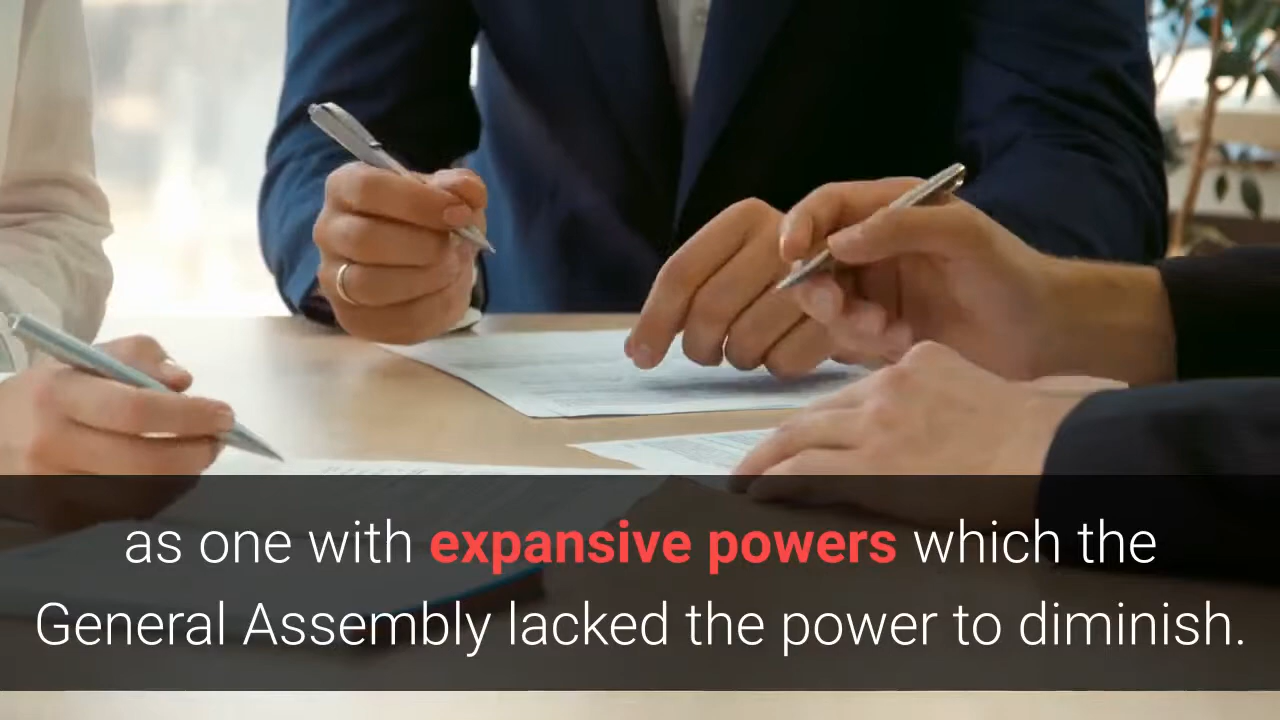 as one with expansive powers which the
General Assembly lacked the power to diminish.